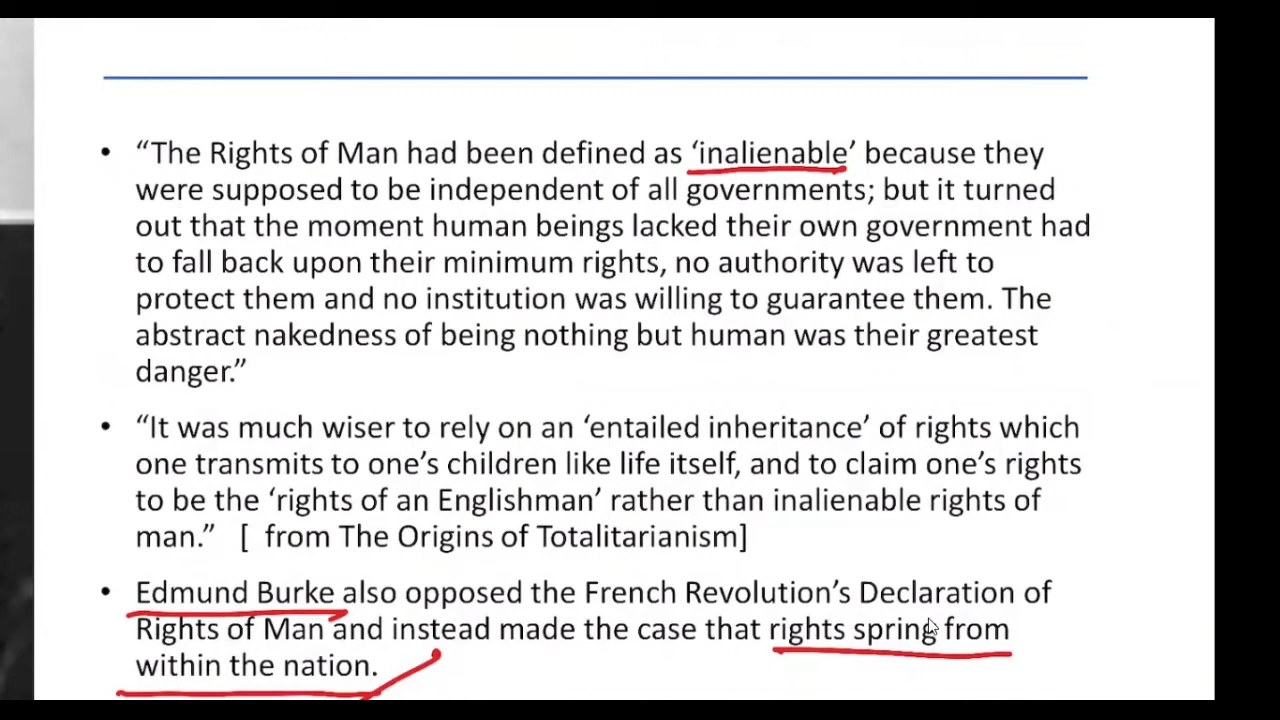 • “The Rights of Man had been defined as ‘inalienable’ because they
were supposed to be independent of all governments; but it turned
out that the moment human beings lacked their own government had
to fall back upon their minimum rights, no authority was left to
protect them and no institution was willing to guarantee them. The
abstract nakedness of being nothing but human was their greatest
danger.”
• “It was much wiser to rely on an ‘entailed inheritance’ of rights which
one transmits to one’s children like life itself, and to claim one’s rights
to be the ‘rights of an Englishman’ rather than inalienable rights of
man.” [ from The Origins of Totalitarianism]
• Edmund Burke also opposed the French Revolution’s Declaration of
Rights of Man and instead made the case that rights spring from
within the nation.